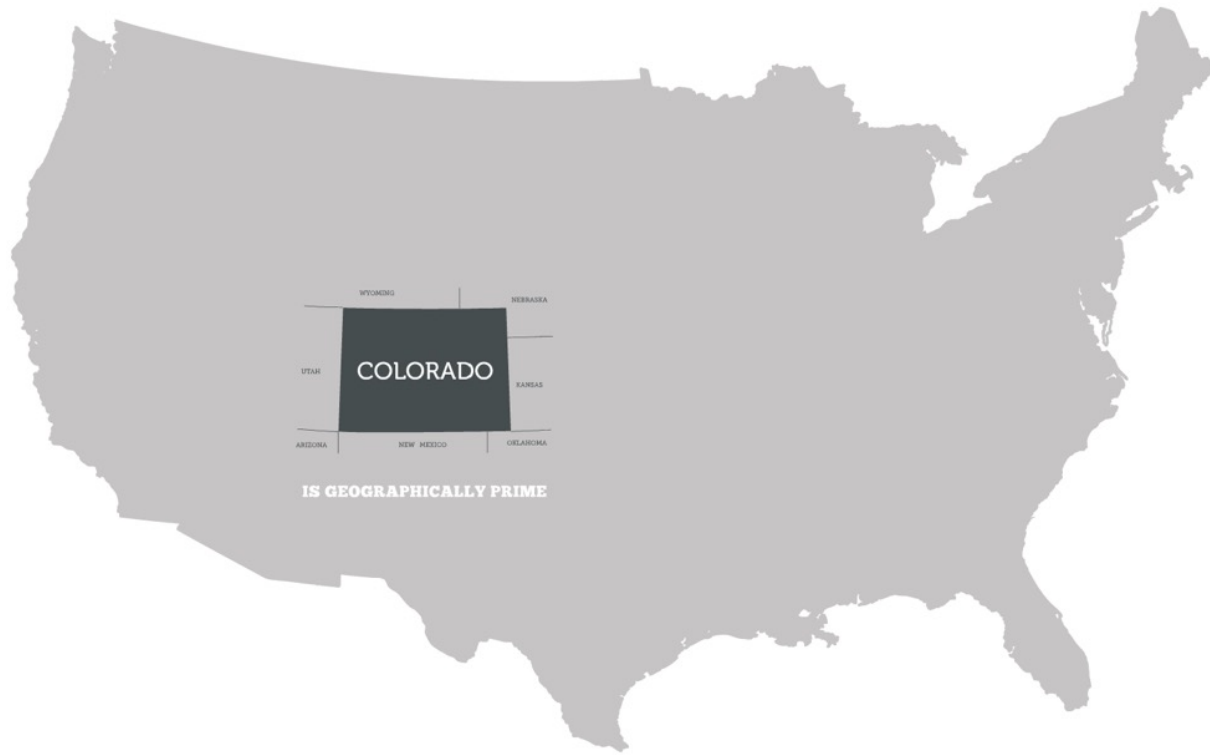 WYOMING
NEBRASKA
UTAH
COLORADO
KANSAS
ARIZONA
NEW MEXICO
OKLAHOMA
IS GEOGRAPHICALLY PRIME